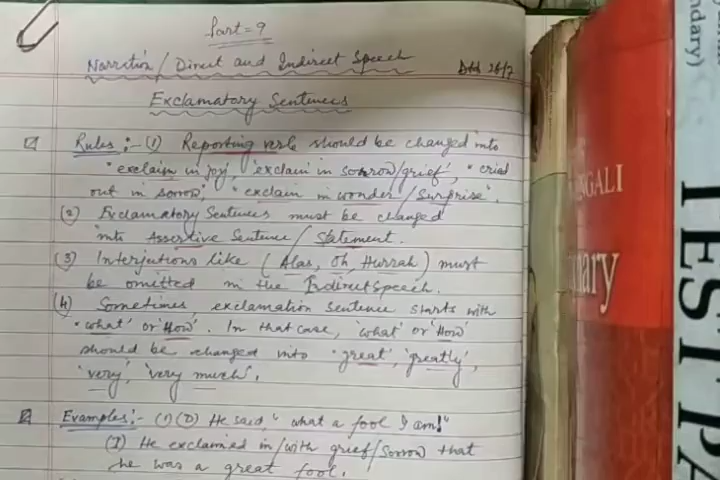 Part = 9
Narration / Direct and Indirect Speech
26/7
Exclamatory Sentences
Rules :- (1) Reporting verb should be changed into
"exclaim in joy, 'exclaim in sorrow/grief', "cried
out in sorrow', "exclaim in wonder / surprise".
(2) Exclamatory Sentences must be changed
into Assertive Sentence / Statement.
(3) Interjections like (Alas, Oh, Hurrah) must
be omitted in the Indirect Speech.
(4) Sometimes, exclamation sentence starts with
"what' or 'How'. In that case, 'what' or 'How'
should be changed into 'great', 'greatly',
'very', 'very much'.
Examples :- (1) (D) He said, "what a fool I am!"
(I) He exclaimed in/with grief/sorrow that
he was a great fool.
NGALI
nary
ndary)
TEST PA